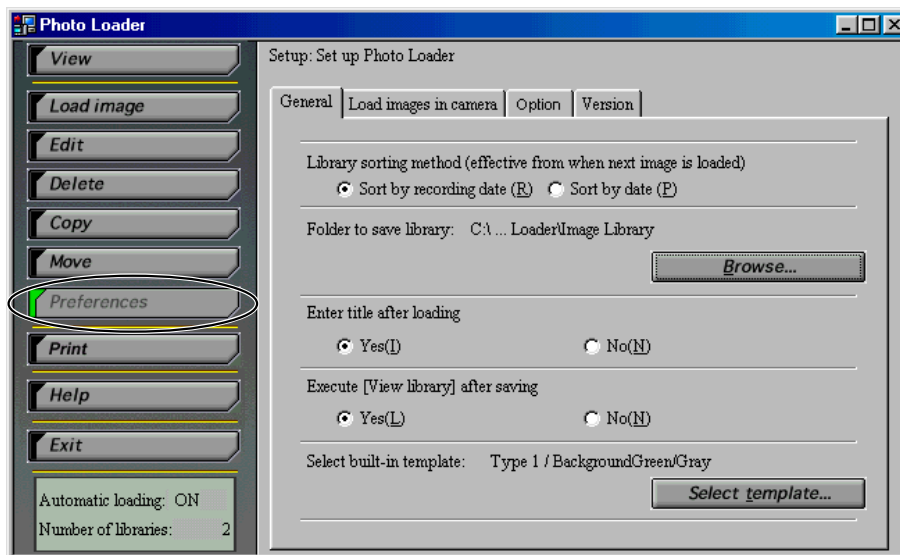 Photo Loader
View
Load image
Edit
Delete
Copy
Move
Preferences
Print
Help
Exit
Automatic loading: ON
Number of libraries: 2
Setup: Set up Photo Loader
General Load images in camera Option Version
Library sorting method (effective from when next image is loaded)
Sort by recording date (R) Sort by date (P)
Folder to save library: C:\ ... Loader\Image Library
Browse...
Enter title after loading
Yes(I) No(N)
Execute [View library] after saving
Yes(L) No(N)
Select built-in template: Type 1 / BackgroundGreen/Gray
Select template...